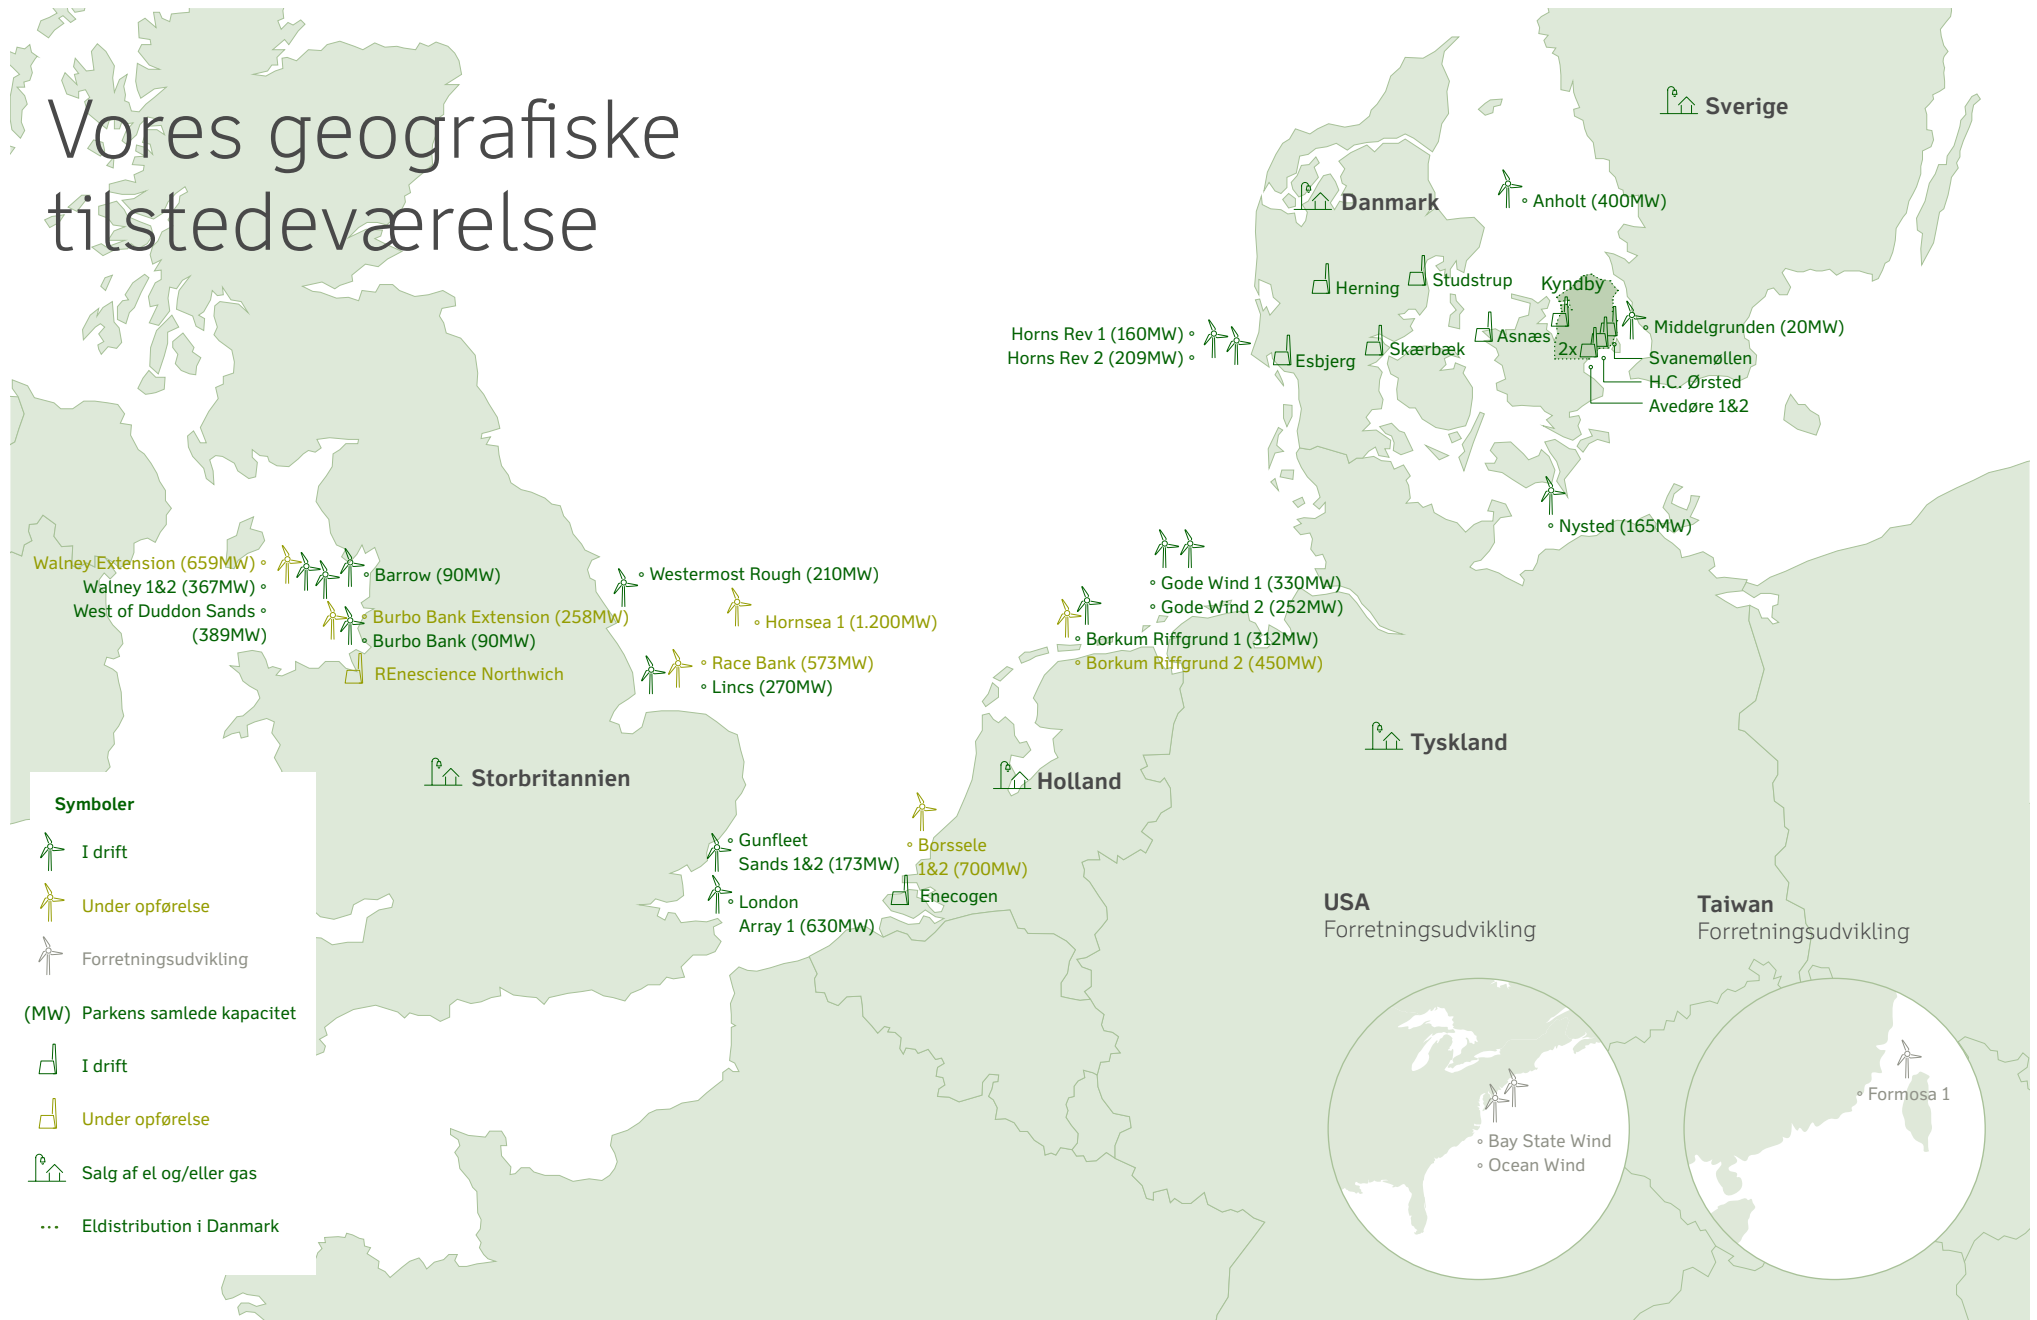 Vores geografiske
tilstedeværelse
Sverige
Danmark
Anholt (400MW)
Herning
Studstrup
Kyndby
Horns Rev 1 (160MW)
Horns Rev 2 (209MW)
Esbjerg
Skærbæk
Asnæs
2x
Middelgrunden (20MW)
Svanemøllen
H.C. Ørsted
Avedøre 1&2
Nysted (165MW)
Walney Extension (659MW)
Walney 1&2 (367MW)
West of Duddon Sands
(389MW)
Barrow (90MW)
Burbo Bank Extension (258MW)
Burbo Bank (90MW)
REnescience Northwich
Westermost Rough (210MW)
Hornsea 1 (1.200MW)
Race Bank (573MW)
Lincs (270MW)
Gode Wind 1 (330MW)
Gode Wind 2 (252MW)
Borkum Riffgrund 1 (312MW)
Borkum Riffgrund 2 (450MW)
Storbritannien
Holland
Tyskland
Gunfleet
Sands 1&2 (173MW)
London
Array 1 (630MW)
Borssele
1&2 (700MW)
Enecogen
Symboler
I drift
Under opførelse
Forretningsudvikling
(MW) Parkens samlede kapacitet
I drift
Under opførelse
Salg af el og/eller gas
Eldistribution i Danmark
USA
Forretningsudvikling
Bay State Wind
Ocean Wind
Taiwan
Forretningsudvikling
Formosa 1